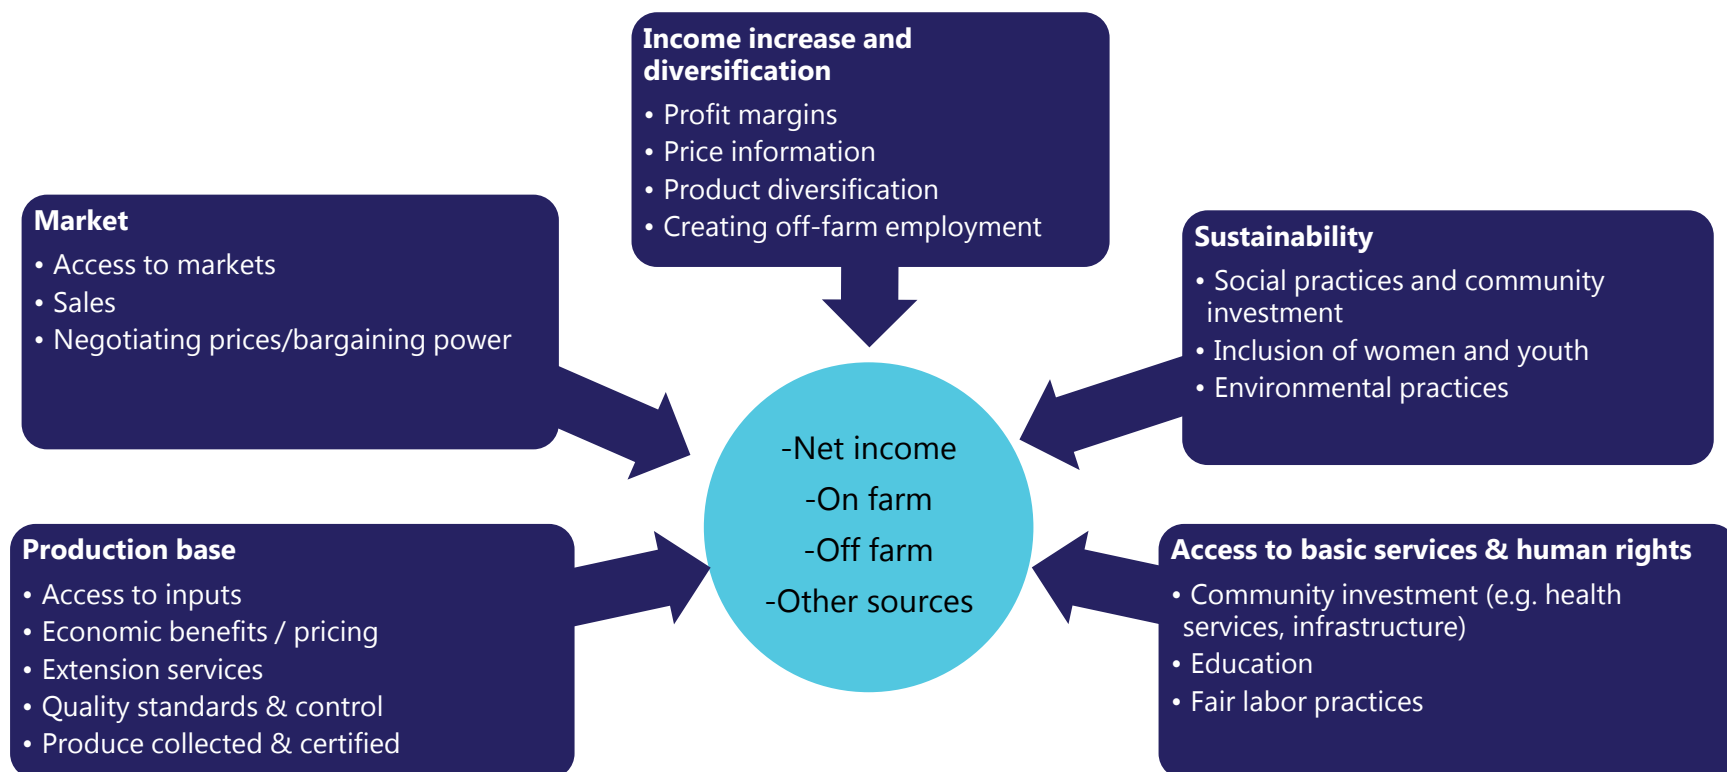 Income increase and
diversification
• Profit margins
• Price information
• Product diversification
• Creating off-farm employment
Market
• Access to markets
• Sales
• Negotiating prices/bargaining power
Sustainability
• Social practices and community
investment
• Inclusion of women and youth
• Environmental practices
-Net income
-On farm
-Off farm
-Other sources
Production base
• Access to inputs
• Economic benefits / pricing
• Extension services
• Quality standards & control
• Produce collected & certified
Access to basic services & human rights
• Community investment (e.g. health
services, infrastructure)
• Education
• Fair labor practices